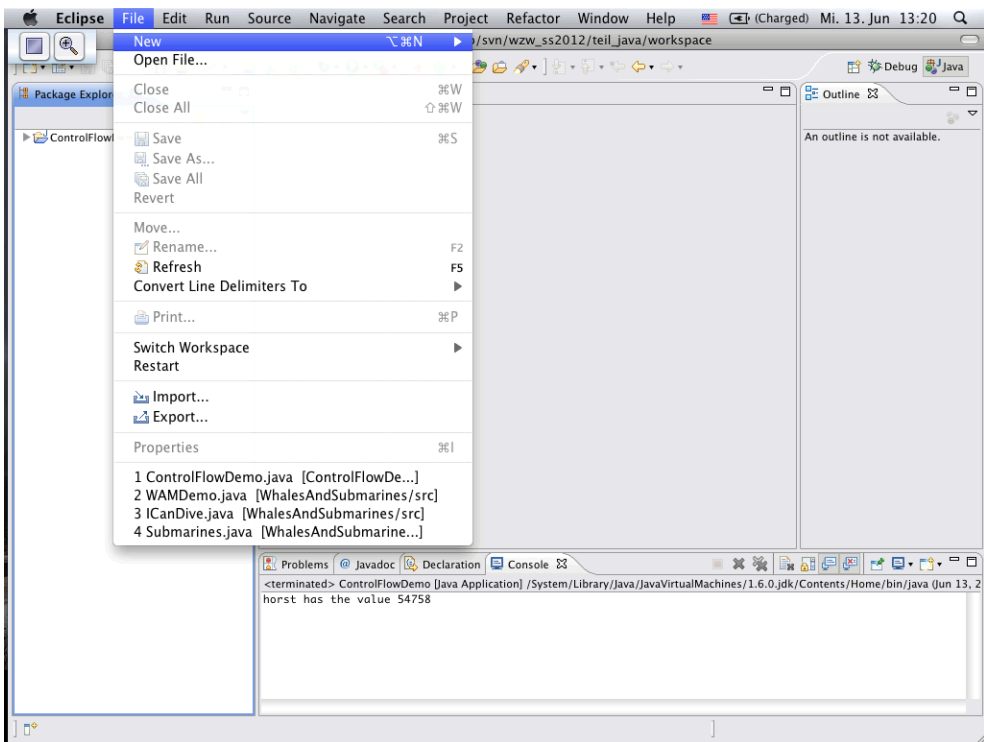 Eclipse File Edit Run Source Navigate Search Project Refactor Window Help (Charged) Mi. 13. Jun 13:20
/svn/wzw_ss2012/teil_java/workspace
New ⌥⌘N
Open File...
Debug Java
Package Explor
Close ⌘W
Close All ⇧⌘W
Outline
An outline is not available.
ControlFlow
Save ⌘S
Save As...
Save All
Revert
Move...
Rename... F2
Refresh F5
Convert Line Delimiters To
Print... ⌘P
Switch Workspace
Restart
Import...
Export...
Properties ⌘I
1 ControlFlowDemo.java [ControlFlowDe...]
2 WAMDemo.java [WhalesAndSubmarines/src]
3 ICanDive.java [WhalesAndSubmarines/src]
4 Submarines.java [WhalesAndSubmarine...]
Problems @ Javadoc Declaration Console
<terminated> ControlFlowDemo [Java Application] /System/Library/Java/JavaVirtualMachines/1.6.0.jdk/Contents/Home/bin/java (Jun 13, 2
horst has the value 54758